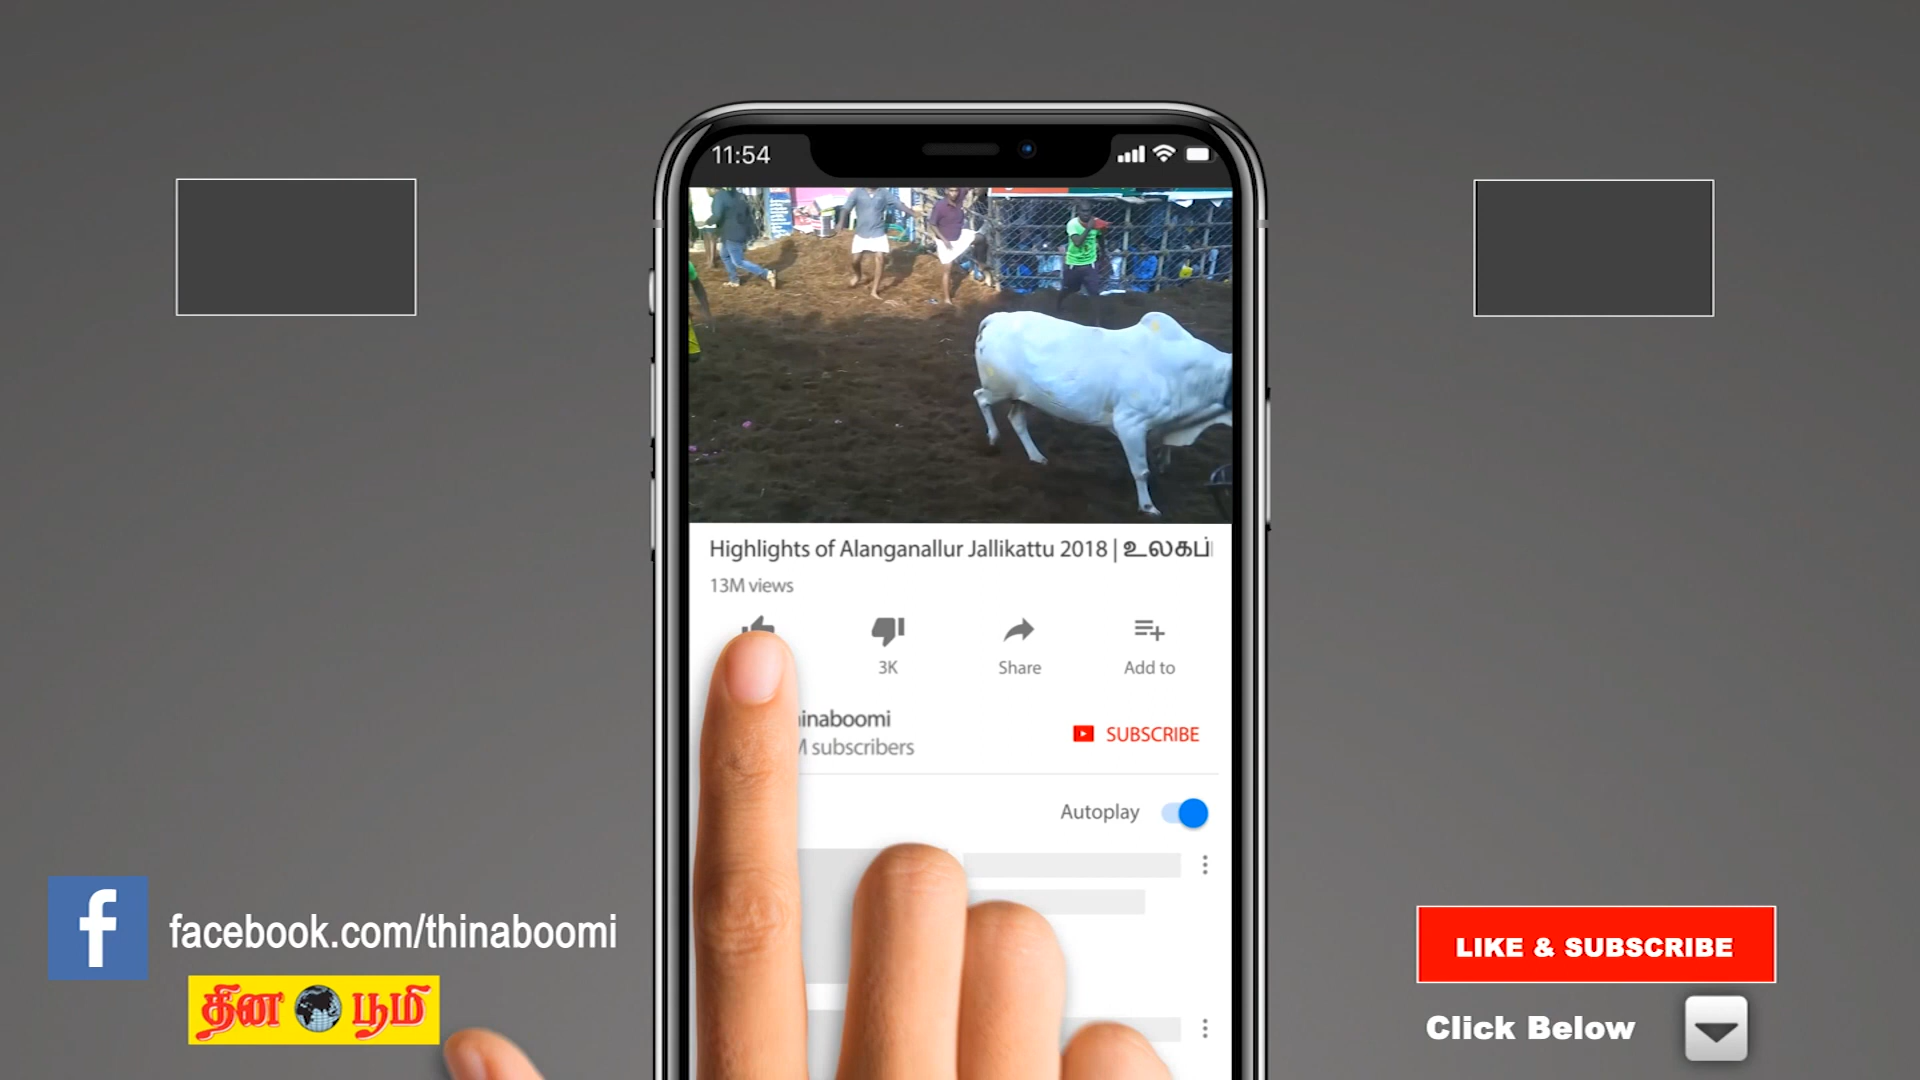 11:54
Highlights of Alanganallur Jallikattu 2018 | உலகப்
13M views
3K
Share
Add to
hinaboomi
M subscribers
SUBSCRIBE
Autoplay
facebook.com/thinaboomi
தின பூமி
LIKE & SUBSCRIBE
Click Below